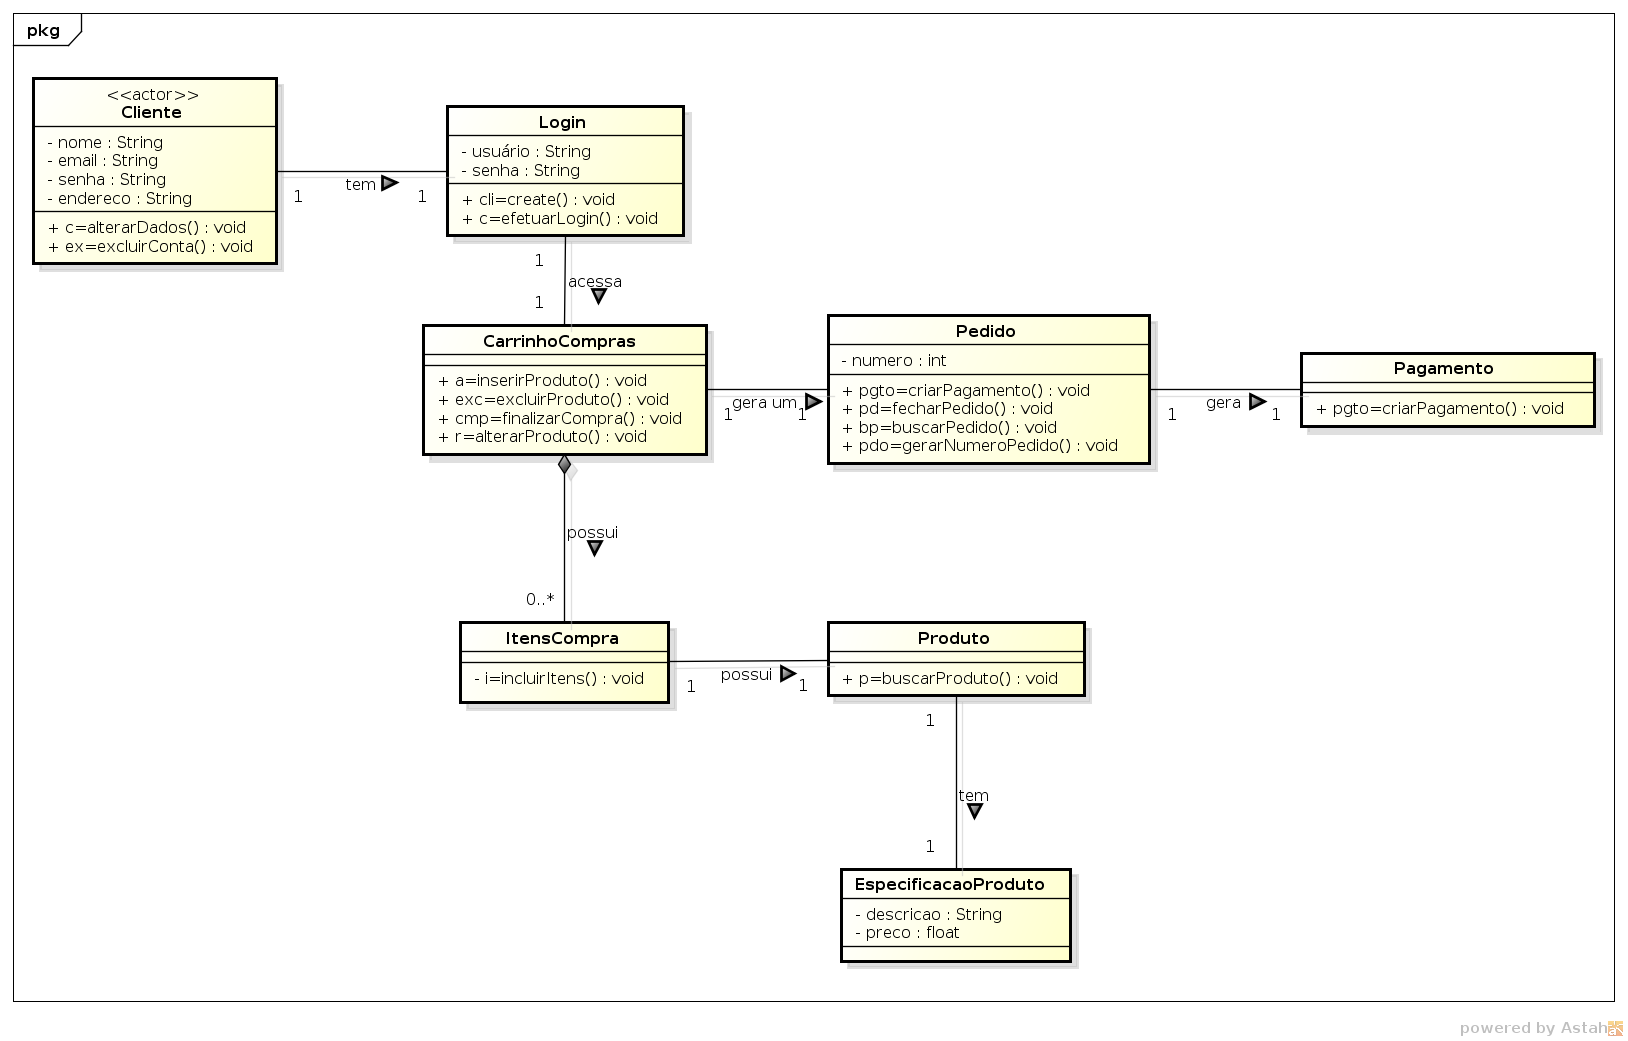 pkg
<<actor>>
Cliente
- nome : String
- email : String
- senha : String
- endereco : String
+ c=alterarDados() : void
+ ex=excluirConta() : void
tem
1
1
Login
- usuário : String
- senha : String
+ cli=create() : void
+ c=efetuarLogin() : void
1
acessa
1
CarrinhoCompras
+ a=inserirProduto() : void
+ exc=excluirProduto() : void
+ cmp=finalizarCompra() : void
+ r=alterarProduto() : void
gera um
1
1
Pedido
- numero : int
+ pgto=criarPagamento() : void
+ pd=fecharPedido() : void
+ bp=buscarPedido() : void
+ pdo=gerarNumeroPedido() : void
gera
1
1
Pagamento
+ pgto=criarPagamento() : void
possui
0..*
ItensCompra
- i=incluirItens() : void
possui
1
1
Produto
+ p=buscarProduto() : void
1
tem
1
EspecificacaoProduto
- descricao : String
- preco : float
powered by Astah